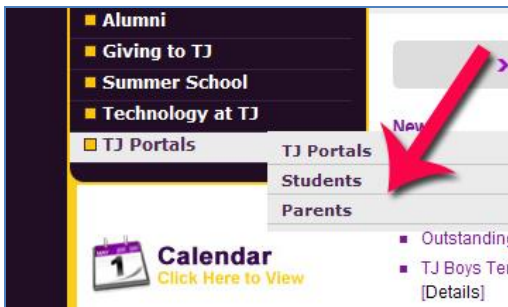 Alumni
Giving to TJ
Summer School
Technology at TJ
TJ Portals
TJ Portals
Students
Parents
1
Calendar
Click Here to View
Outstanding
TJ Boys
[Details]